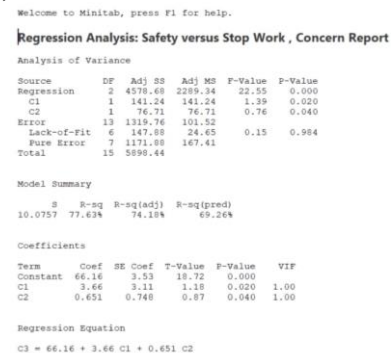 Welcome to Minitab, press F1 for help.
Regression Analysis: Safety versus Stop Work , Concern Report
Analysis of Variance
Source DF Adj SS Adj MS F-Value P-Value
Regression 2 4578.68 2289.34 22.55 0.000
C1 1 141.24 141.24 1.39 0.020
C2 1 76.71 76.71 0.76 0.040
Error 13 1319.76 101.52
Lack-of-Fit 6 147.88 24.65 0.15 0.984
Pure Error 7 1171.88 167.41
Total 15 5898.44
Model Summary
S R-sq R-sq(adj) R-sq(pred)
10.0757 77.63% 74.18% 69.26%
Coefficients
Term Coef SE Coef T-Value P-Value VIF
Constant 66.16 3.53 18.72 0.000
C1 3.66 3.11 1.18 0.020 1.00
C2 0.651 0.748 0.87 0.040 1.00
Regression Equation
C3 = 66.16 + 3.66 C1 + 0.651 C2